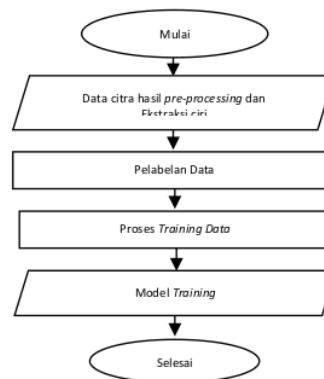 Mulai
Data citra hasil pre-processing dan
Ekstraksi ciri
Pelabelan Data
Proses Training Data
Model Training
Selesai